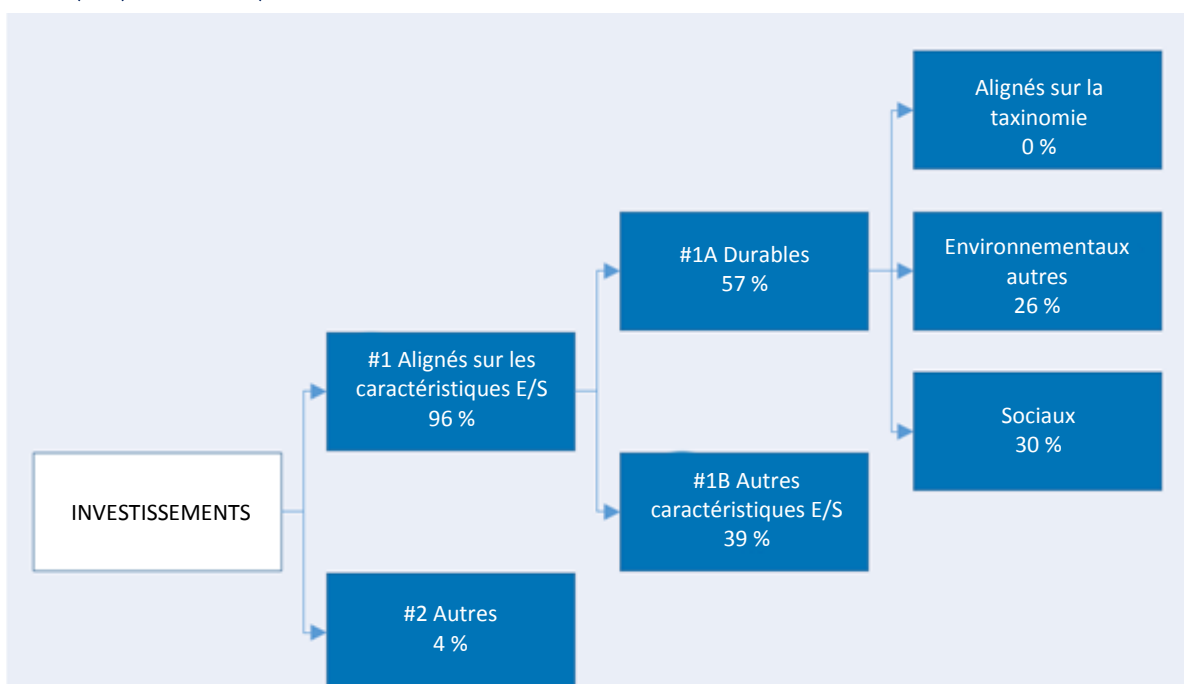 Alignés sur la
taxinomie
0 %
#1A Durables
57 %
Environnementaux
autres
26 %
#1 Alignés sur les
caractéristiques E/S
96 %
Sociaux
30 %
INVESTISSEMENTS
#1B Autres
caractéristiques E/S
39 %
#2 Autres
4 %